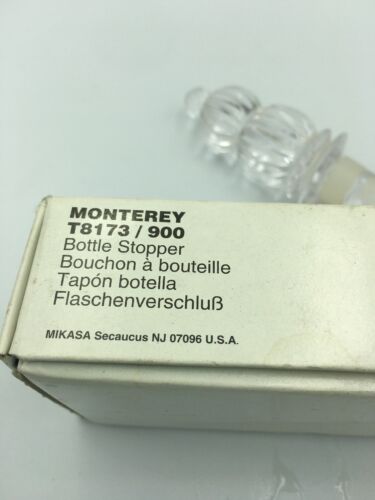 MONTEREY
T8173 / 900
Bottle Stopper
Bouchon à bouteille
Tapón botella
Flaschenverschluß
MIKASA Secaucus NJ 07096 U.S.A.